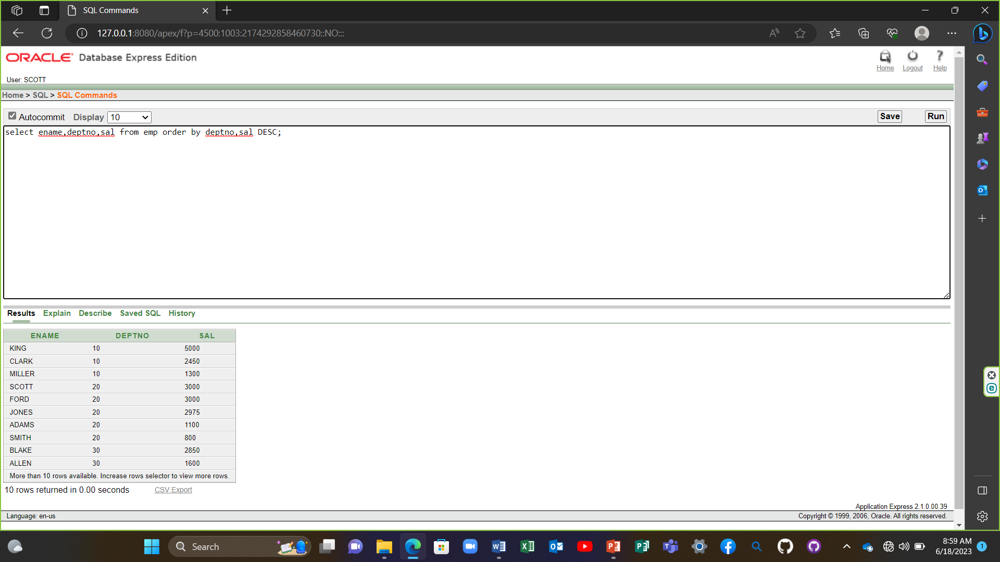 SQL Commands
127.0.0.1:8080/apex/f?p=4500:1003:2174292858460730::NO:::
ORACLE Database Express Edition
Home Logout Help
User: SCOTT
Home > SQL > SQL Commands
Autocommit Display 10 Save Run
select ename,deptno,sal from emp order by deptno,sal DESC;
Results Explain Describe Saved SQL History
ENAME DEPTNO SAL
KING 10 5000
CLARK 10 2450
MILLER 10 1300
SCOTT 20 3000
FORD 20 3000
JONES 20 2975
ADAMS 20 1100
SMITH 20 800
BLAKE 30 2850
ALLEN 30 1600
More than 10 rows available. Increase rows selector to view more rows.
10 rows returned in 0.00 seconds CSV Export
Application Express 2.1.0.00.39
Language: en-us Copyright © 1999, 2006, Oracle. All rights reserved.
Search
8:59 AM
6/18/2023
1